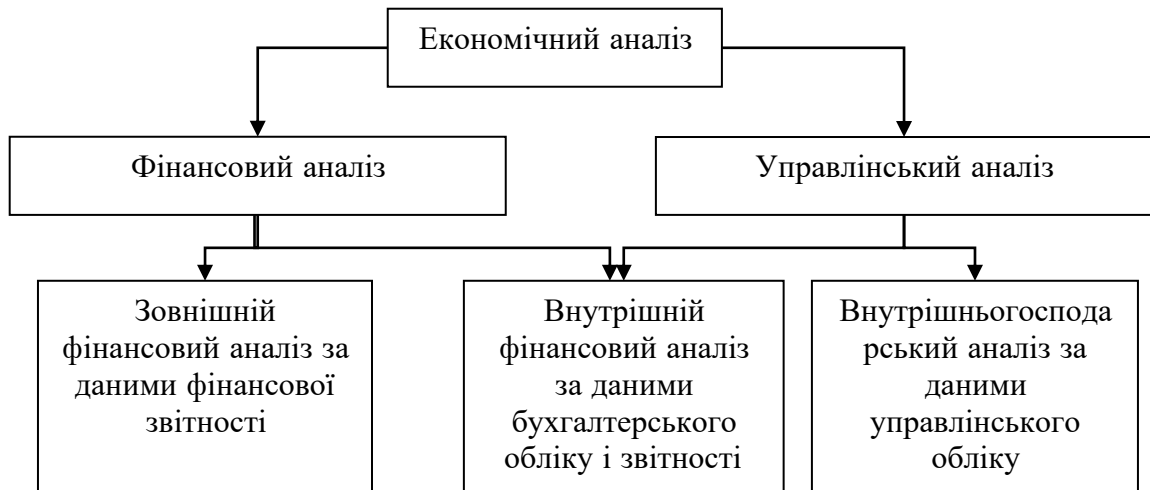 Економічний аналіз
Фінансовий аналіз
Управлінський аналіз
Зовнішній
фінансовий аналіз за
даними фінансової
звітності
Внутрішній
фінансовий аналіз
за даними
бухгалтерського
обліку і звітності
Внутрішньогоспода
рський аналіз за
даними
управлінського
обліку